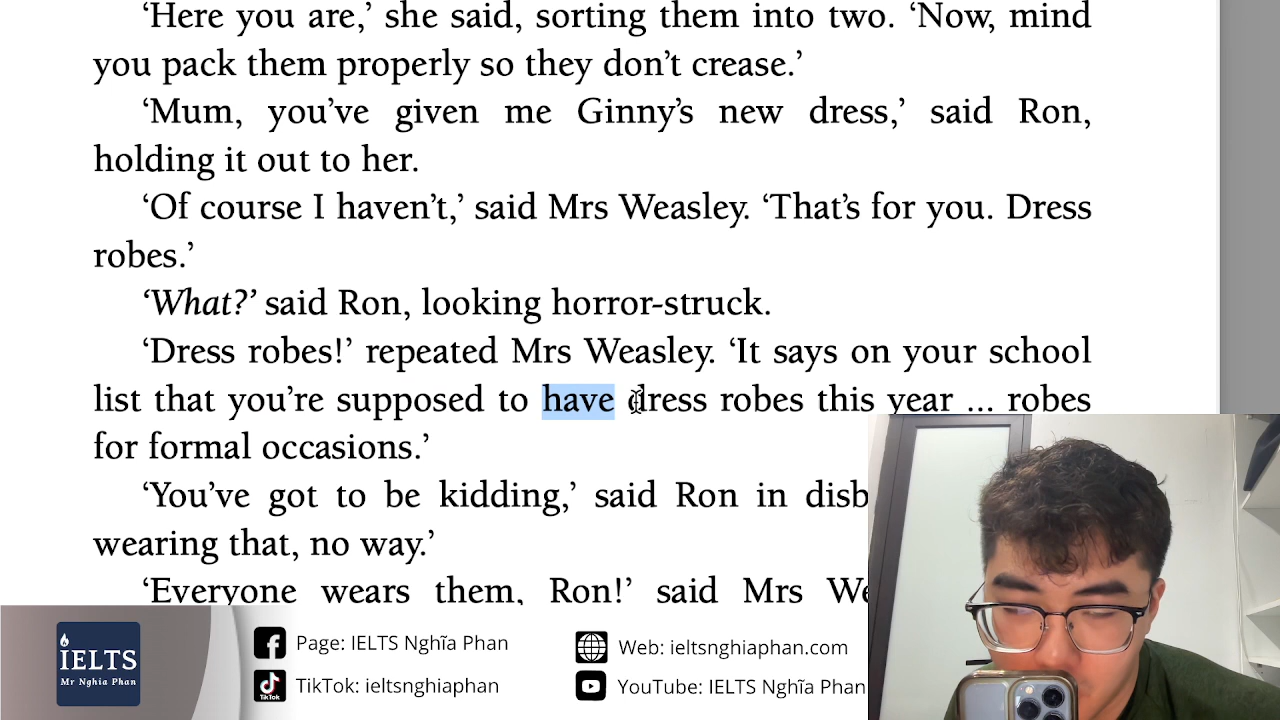 ‘Here you are,’ she said, sorting them into two. ‘Now, mind
you pack them properly so they don’t crease.’
‘Mum, you’ve given me Ginny’s new dress,’ said Ron,
holding it out to her.
‘Of course I haven’t,’ said Mrs Weasley. ‘That’s for you. Dress
robes.’
‘What?’ said Ron, looking horror-struck.
‘Dress robes!’ repeated Mrs Weasley. ‘It says on your school
list that you’re supposed to have dress robes this year ... robes
for formal occasions.’
‘You’ve got to be kidding,’ said Ron in disb
wearing that, no way.’
‘Everyone wears them, Ron!’ said Mrs We
IELTS
Mr Nghia Phan
Page: IELTS Nghĩa Phan
TikTok
TikTok: ieltsnghiaphan
Web: ieltsnghiaphan.com
YouTube: IELTS Nghĩa Phan